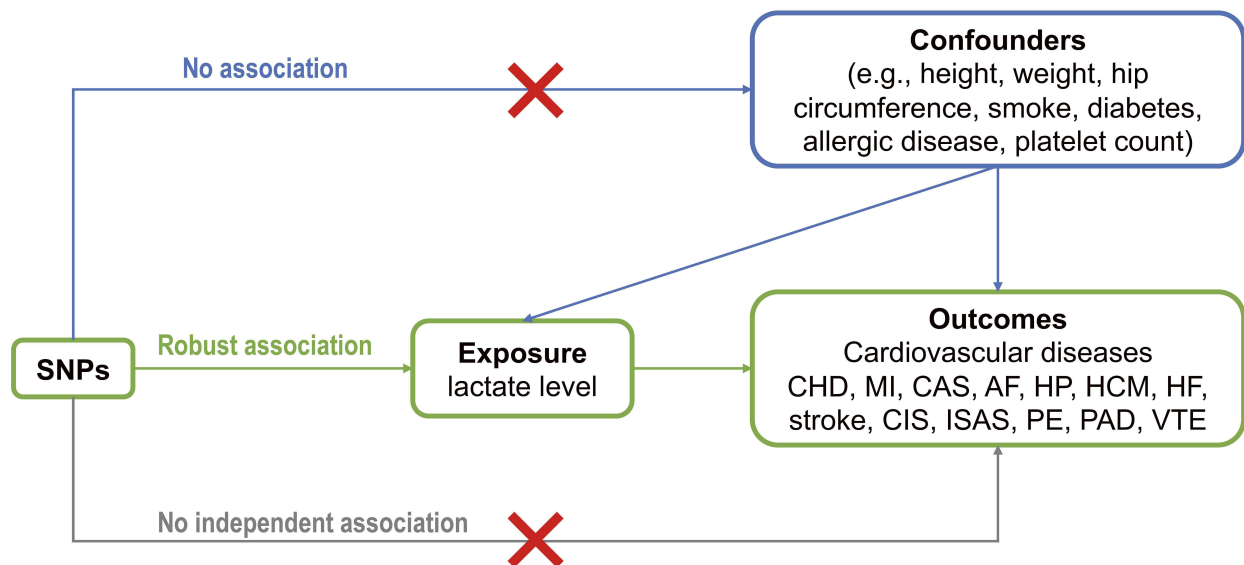 No association
Confounders
(e.g., height, weight, hip
circumference, smoke, diabetes,
allergic disease, platelet count)
SNPs
Robust association
Exposure
lactate level
Outcomes
Cardiovascular diseases
CHD, MI, CAS, AF, HP, HCM, HF,
stroke, CIS, ISAS, PE, PAD, VTE
No independent association